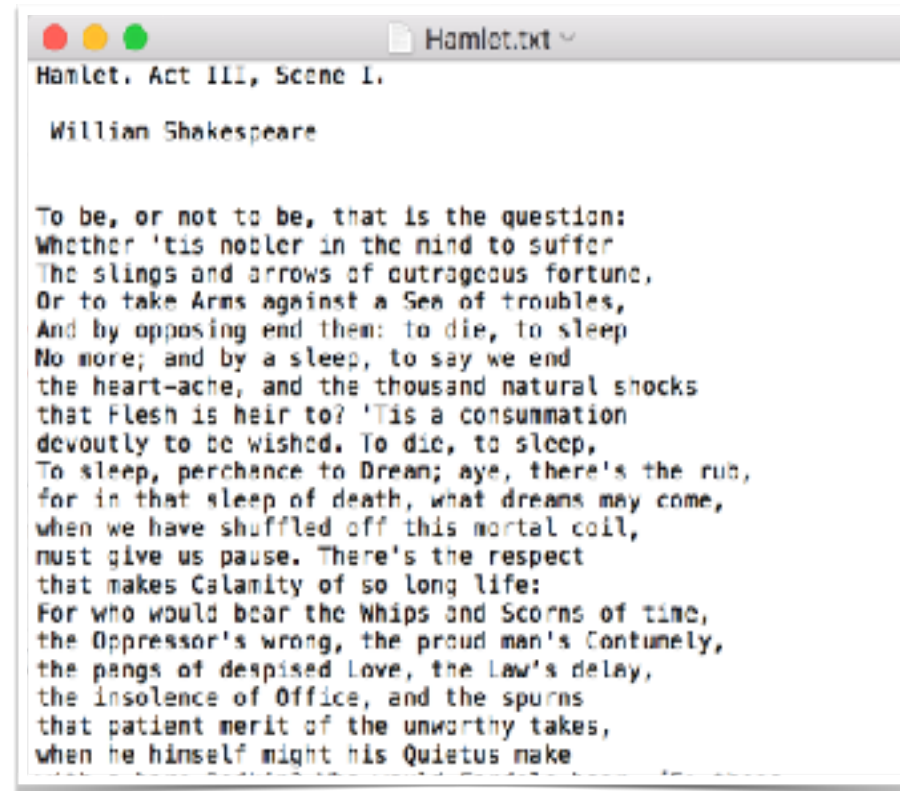 Hamlet.txt
Hamlet. Act III, Scene I.
William Shakespeare
To be, or not to be, that is the question:
Whether 'tis nobler in the mind to suffer
The slings and arrows of outrageous fortune,
Or to take Arms against a Sea of troubles,
And by opposing end them: to die, to sleep
No more; and by a sleep, to say we end
the heart-ache, and the thousand natural shocks
that Flesh is heir to? 'Tis a consummation
devoutly to be wished. To die, to sleep,
To sleep, perchance to Dream; aye, there's the rub,
for in that sleep of death, what dreams may come,
when we have shuffled off this mortal coil,
must give us pause. There's the respect
that makes Calamity of so long life:
For who would bear the Whips and Scorns of time,
the Oppressor's wrong, the proud man's Contumely,
the pangs of despised Love, the Law's delay,
the insolence of Office, and the spurns
that patient merit of the unworthy takes,
when he himself might his Quietus make